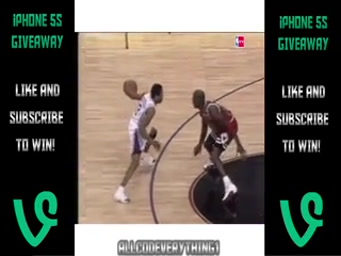 iPHONE 5S
GIVEAWAY
LIKE AND
SUBSCRIBE
TO WIN!
iPHONE 5S
GIVEAWAY
LIKE AND
SUBSCRIBE
TO WIN!
ALLCODEVERYTHING1